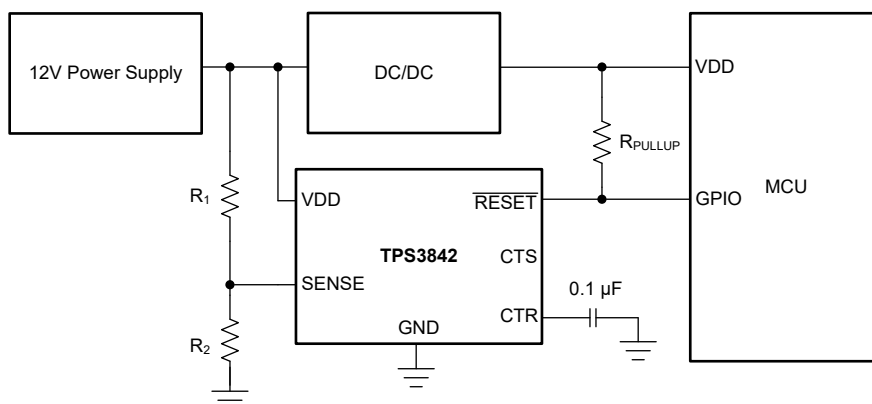 12V Power Supply
DC/DC
VDD
R_PULLUP
MCU
GPIO
R₁
VDD
RESET
TPS3842
CTS
SENSE
0.1 µF
CTR
GND
R₂